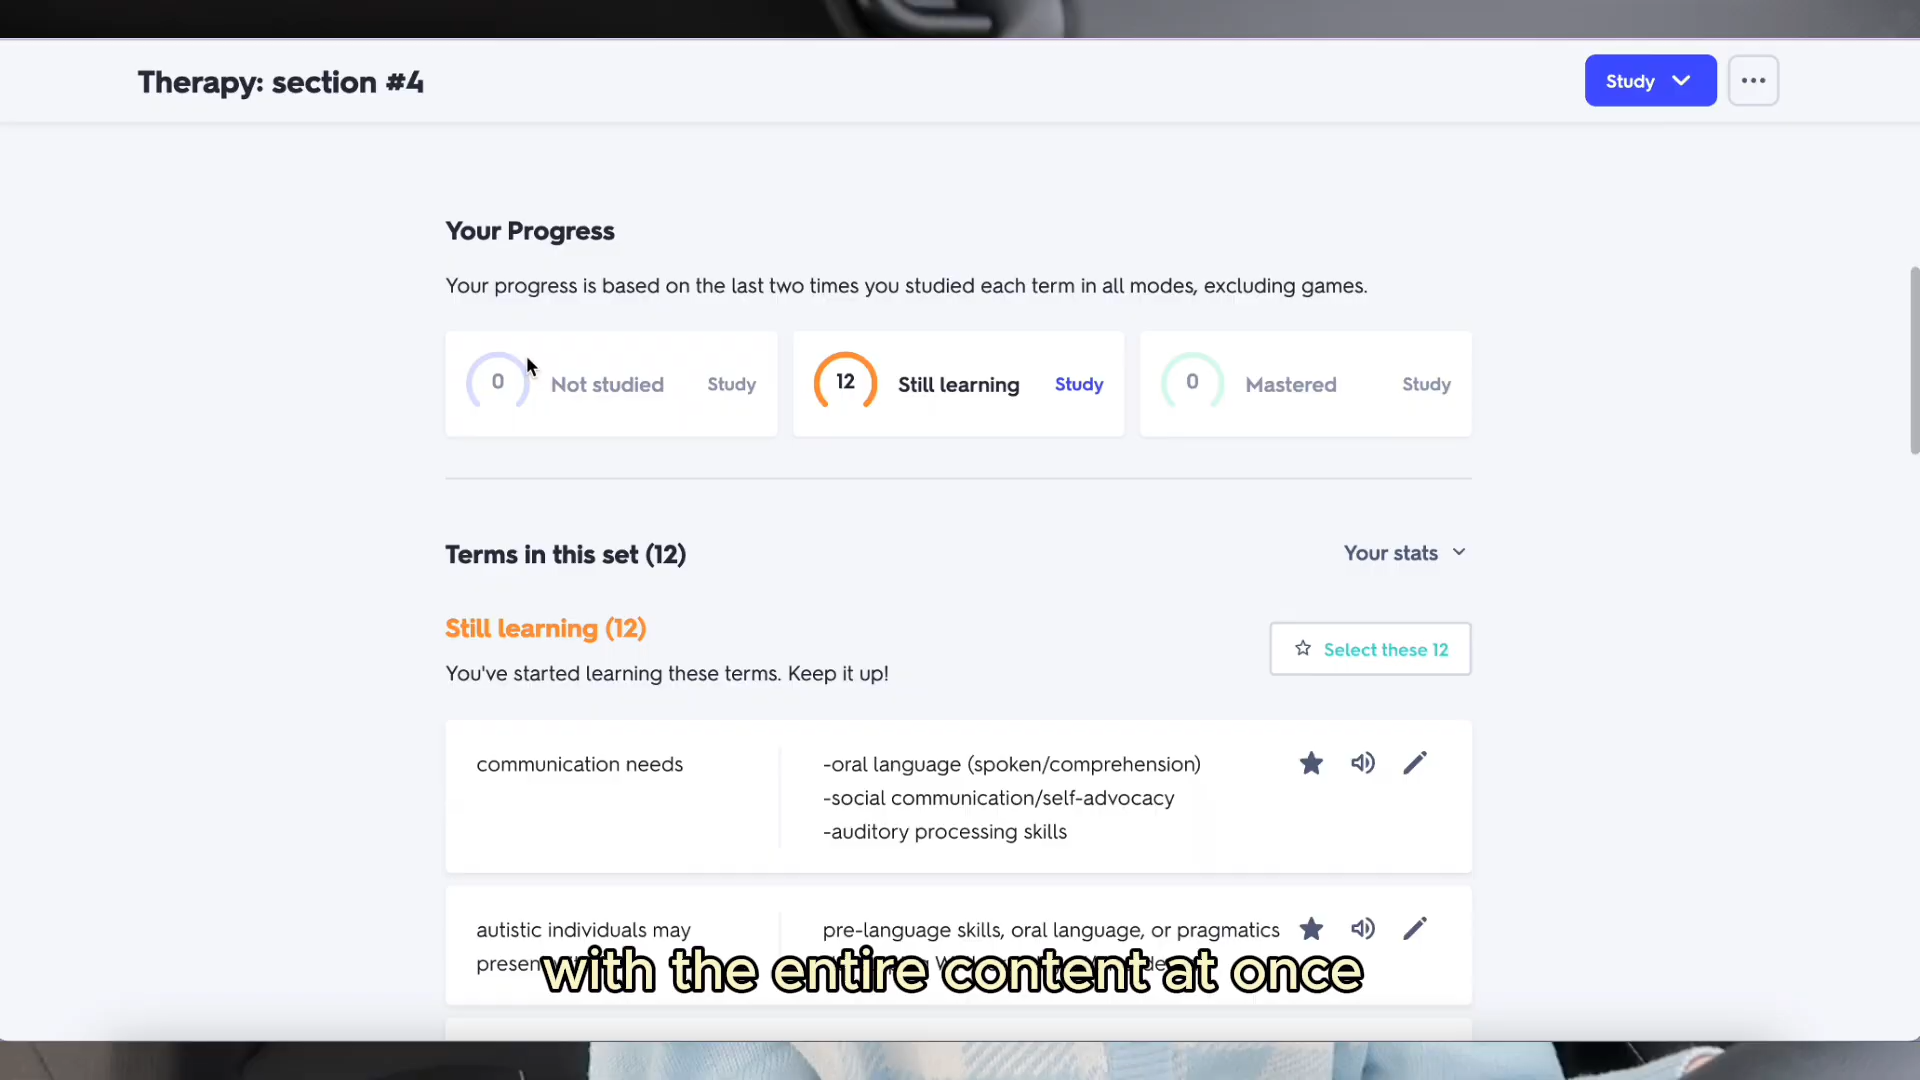 Therapy: section #4
Study
Your Progress
Your progress is based on the last two times you studied each term in all modes, excluding games.
0 Not studied Study
12 Still learning Study
0 Mastered Study
Terms in this set (12)
Your stats
Still learning (12)
Select these 12
You've started learning these terms. Keep it up!
communication needs
-oral language (spoken/comprehension)
-social communication/self-advocacy
-auditory processing skills
autistic individuals may
pre-language skills, oral language, or pragmatics
with the entire content at once